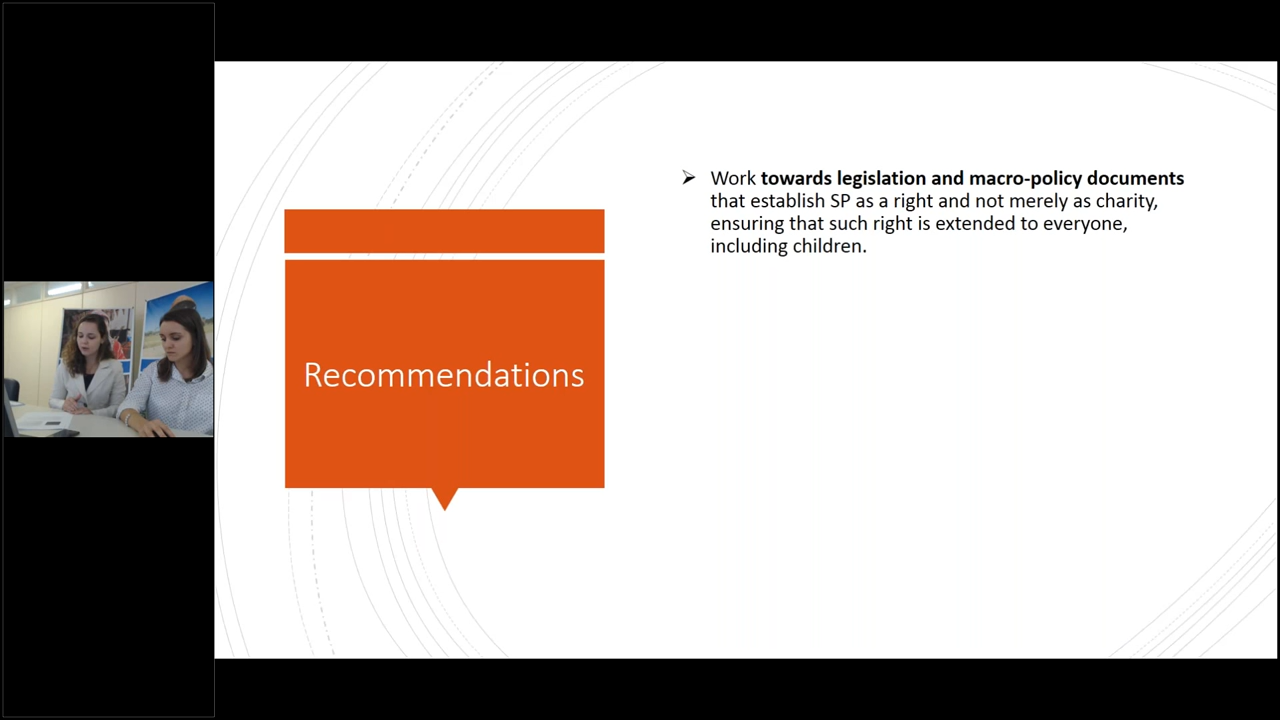 Recommendations
➢ Work towards legislation and macro-policy documents
that establish SP as a right and not merely as charity,
ensuring that such right is extended to everyone,
including children.